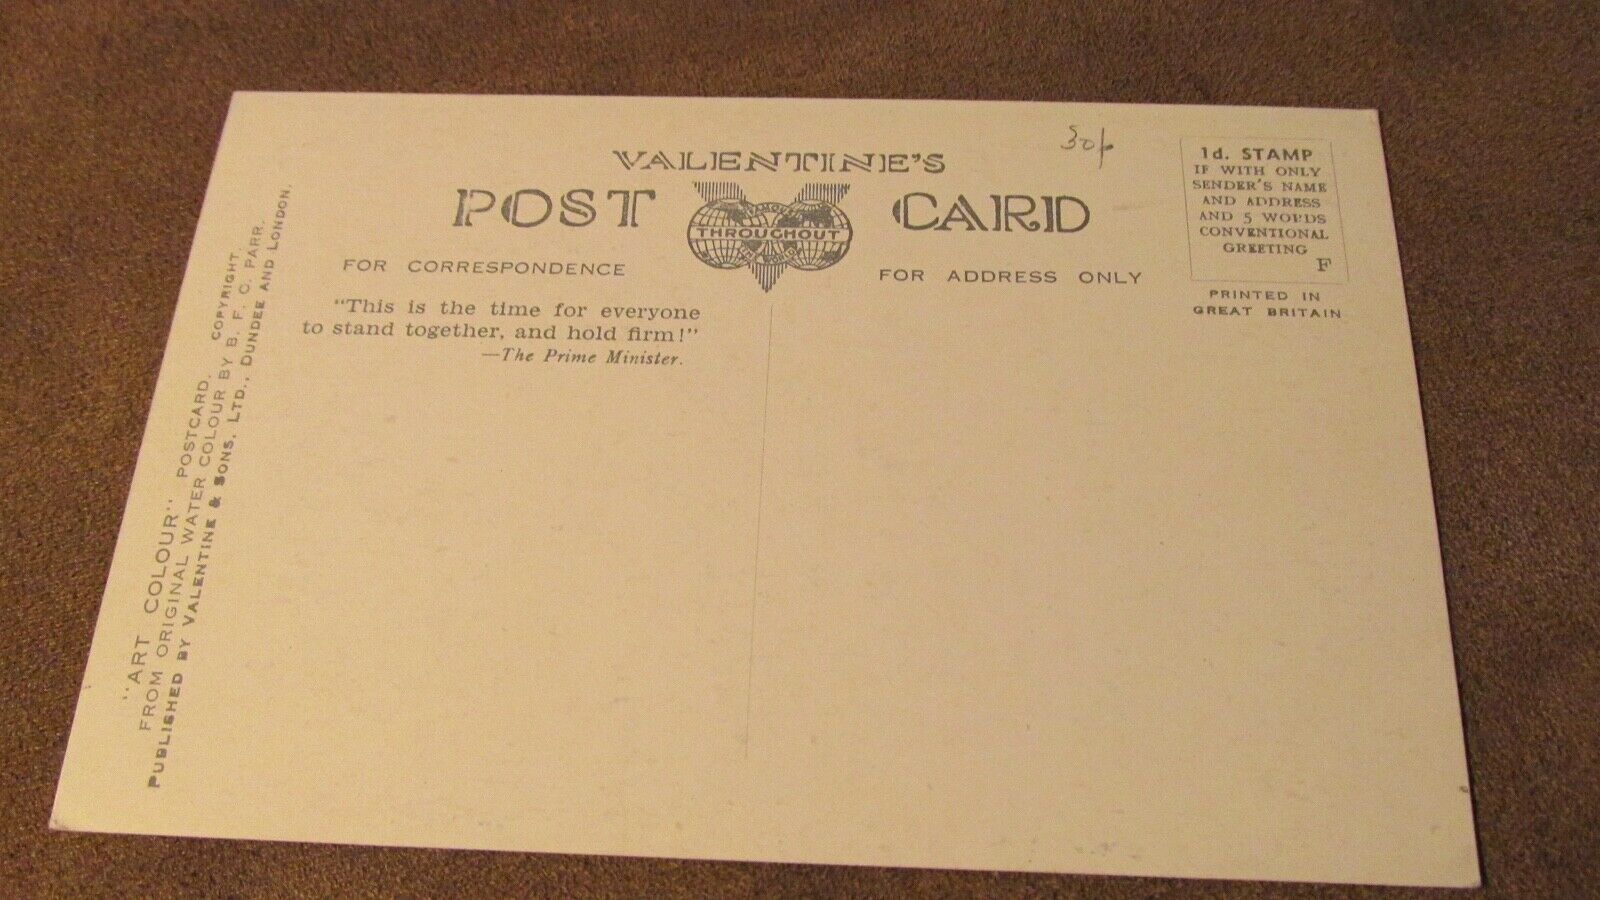 VALENTINE'S
POST CARD
THROUGHOUT
THE WORLD
FOR CORRESPONDENCE
FOR ADDRESS ONLY
"This is the time for everyone
to stand together, and hold firm!"
—The Prime Minister.
1d. STAMP
IF WITH ONLY
SENDER'S NAME
AND ADDRESS
AND 5 WORDS
CONVENTIONAL
GREETING
F
PRINTED IN
GREAT BRITAIN
"ART COLOUR" POSTCARD. COPYRIGHT.
FROM ORIGINAL WATER COLOUR BY B. F. C. PARR.
PUBLISHED BY VALENTINE & SONS, LTD., DUNDEE AND LONDON.